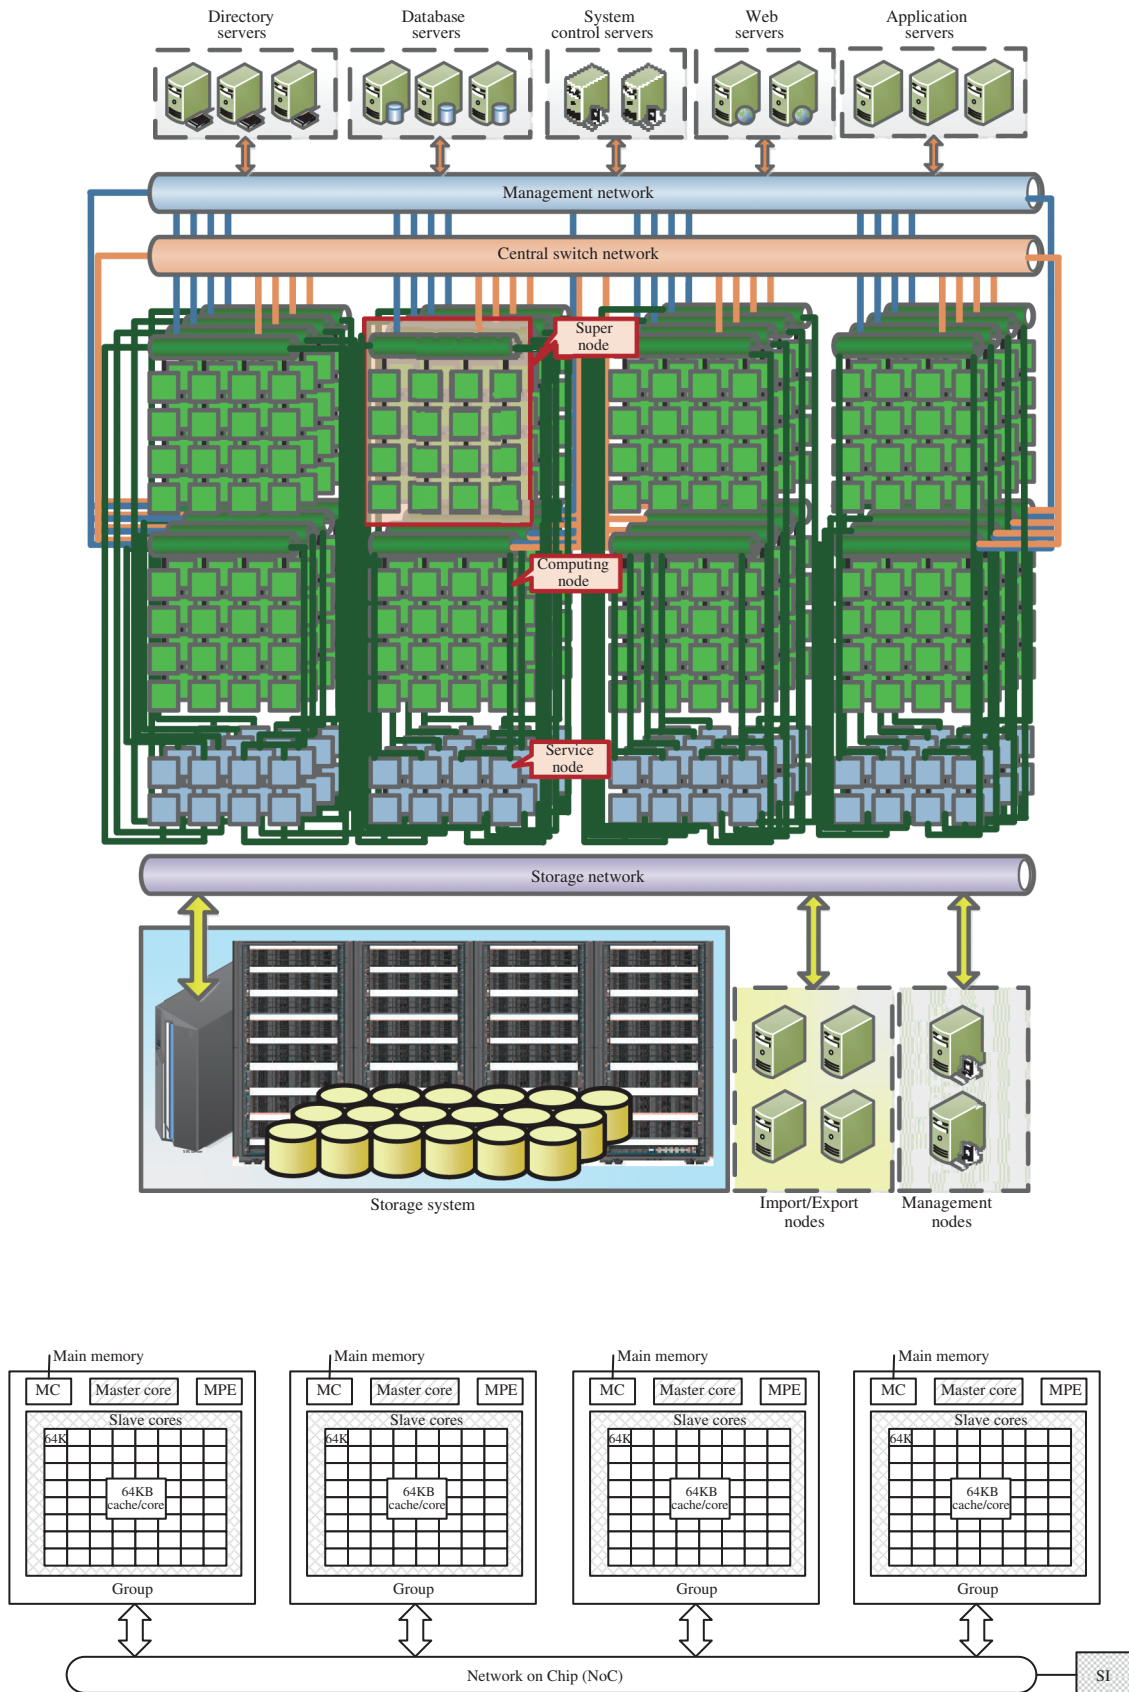 Directory
servers
Database
servers
System
control servers
Web
servers
Application
servers
Management network
Central switch network
Super
node
Computing
node
Service
node
Storage network
Storage system
Import/Export
nodes
Management
nodes
Main memory
MC
Master core
MPE
Slave cores
64K
64KB
cache/core
Group
Main memory
MC
Master core
MPE
Slave cores
64K
64KB
cache/core
Group
Main memory
MC
Master core
MPE
Slave cores
64K
64KB
cache/core
Group
Main memory
MC
Master core
MPE
Slave cores
64K
64KB
cache/core
Group
Network on Chip (NoC)
SI